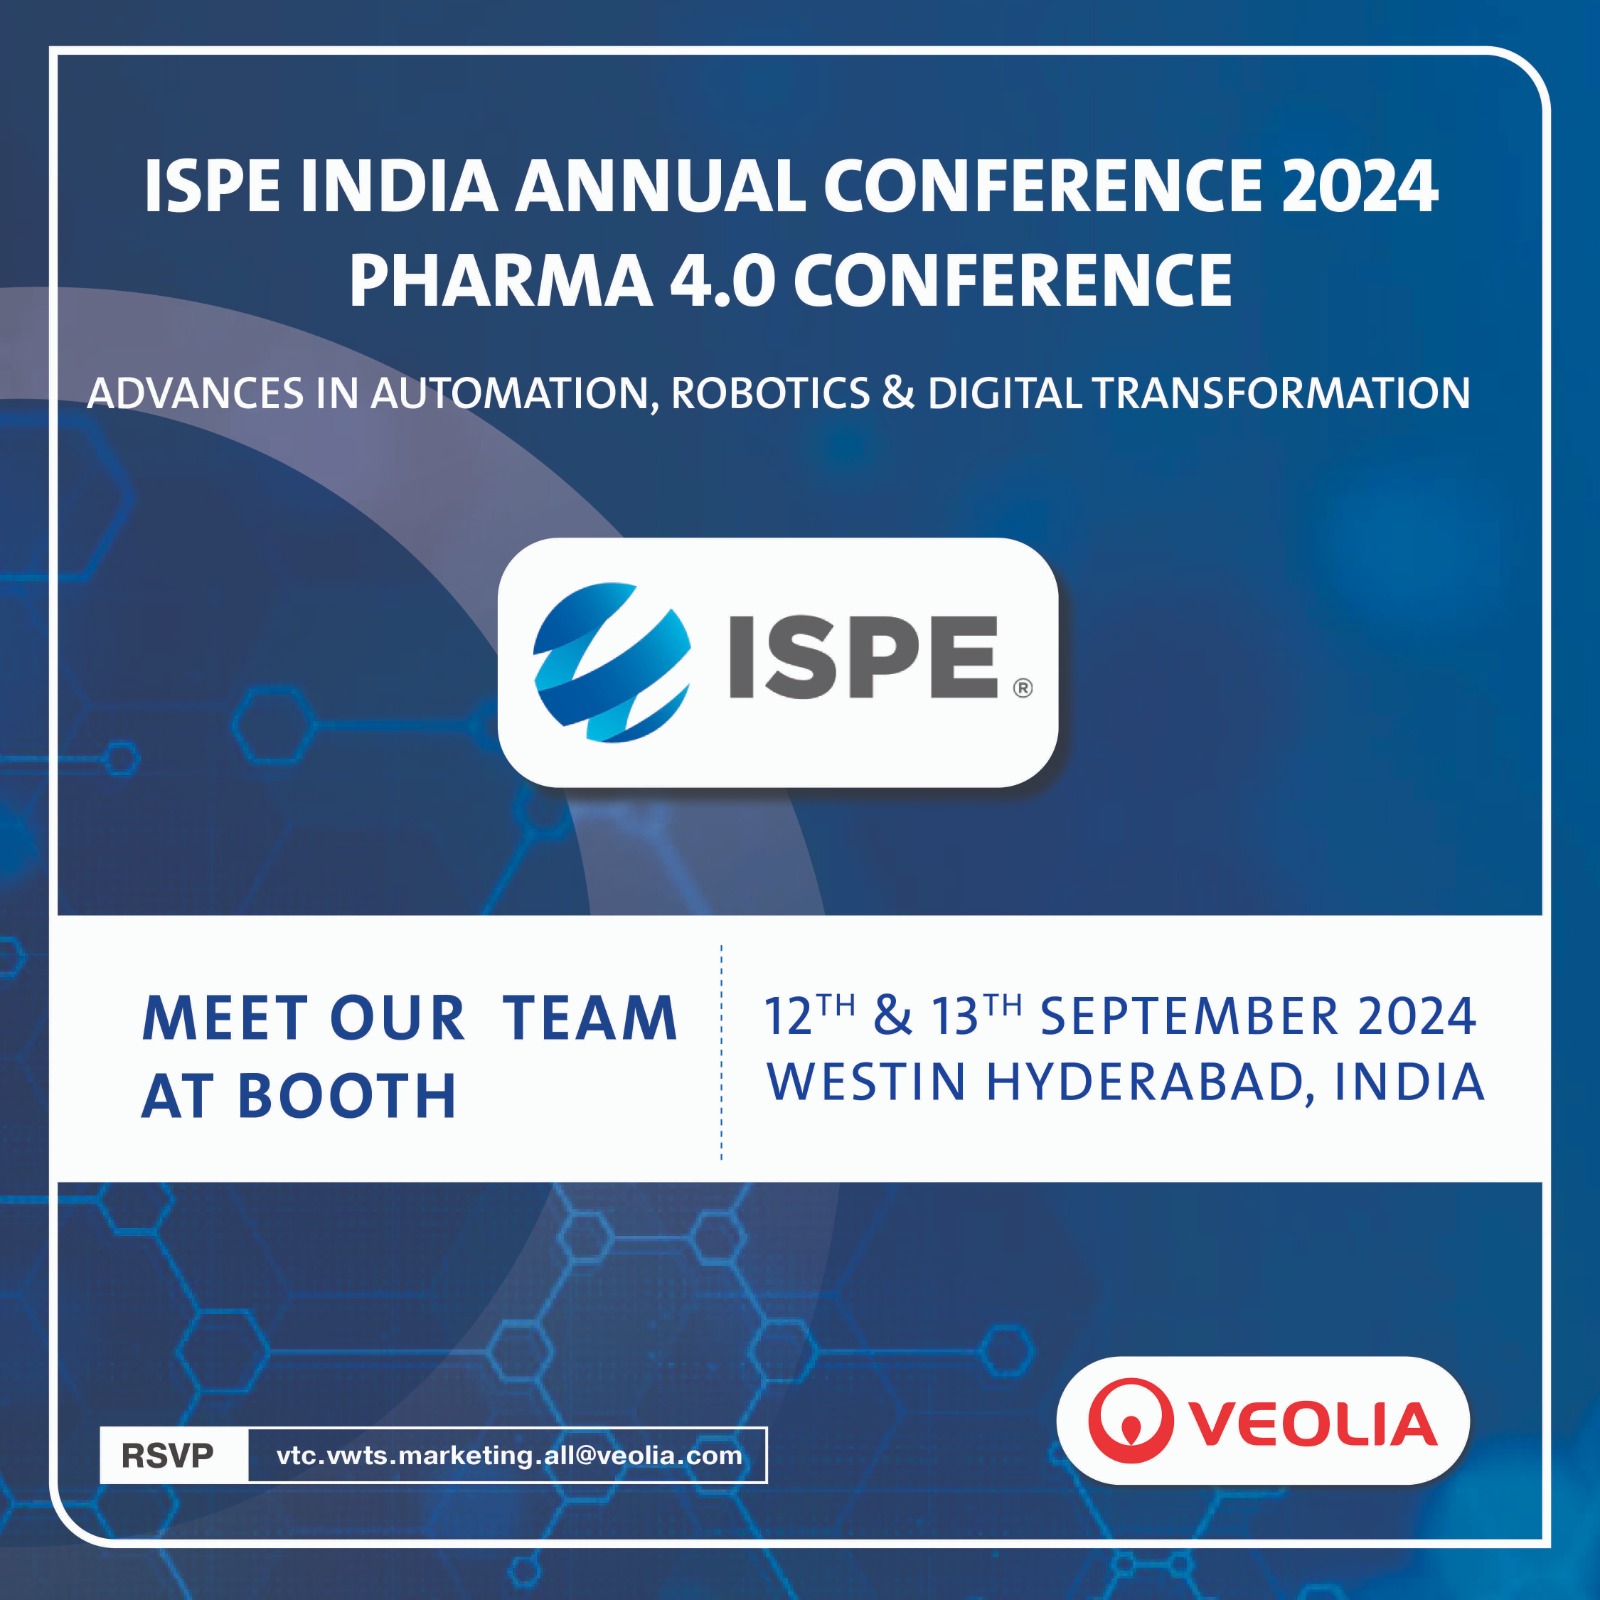 ISPE INDIA ANNUAL CONFERENCE 2024
PHARMA 4.0 CONFERENCE
ADVANCES IN AUTOMATION, ROBOTICS & DIGITAL TRANSFORMATION
ISPE®
MEET OUR TEAM
AT BOOTH
12TH & 13TH SEPTEMBER 2024
WESTIN HYDERABAD, INDIA
RSVP vtc.vwts.marketing.all@veolia.com
VEOLIA